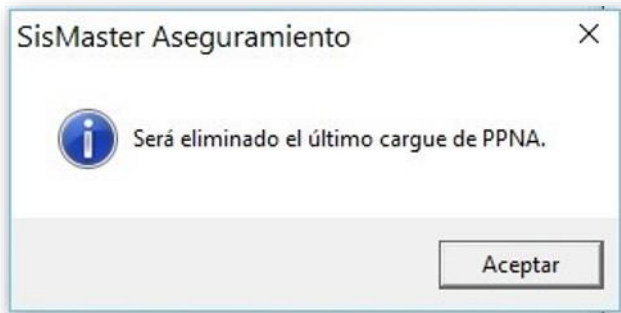 SisMaster Aseguramiento
Será eliminado el último cargue de PPNA.
Aceptar